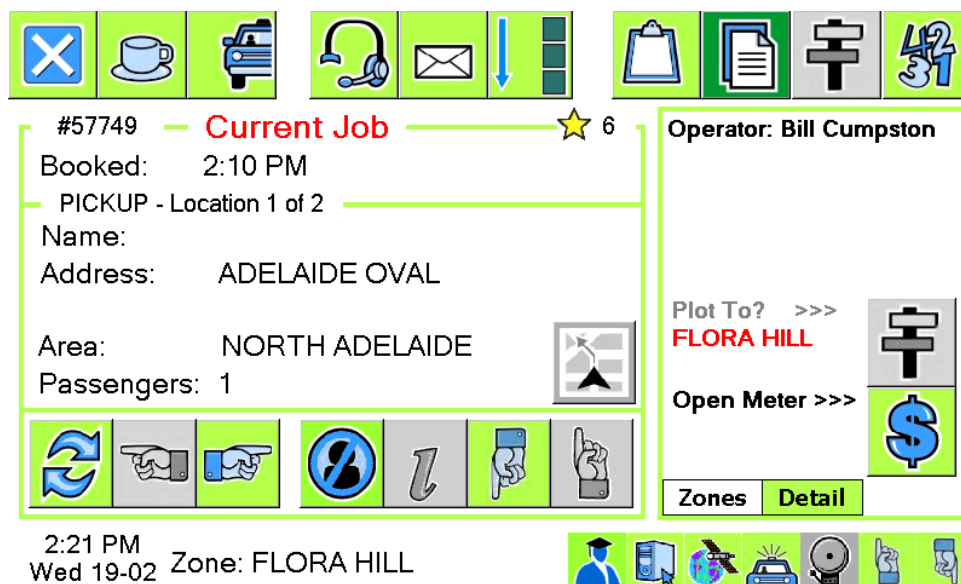 #57749 Current Job 6
Booked: 2:10 PM
PICKUP - Location 1 of 2
Name:
Address: ADELAIDE OVAL
Area: NORTH ADELAIDE
Passengers: 1
Operator: Bill Cumpston
Plot To? >>>
FLORA HILL
Open Meter >>>
Zones Detail
2:21 PM
Wed 19-02 Zone: FLORA HILL